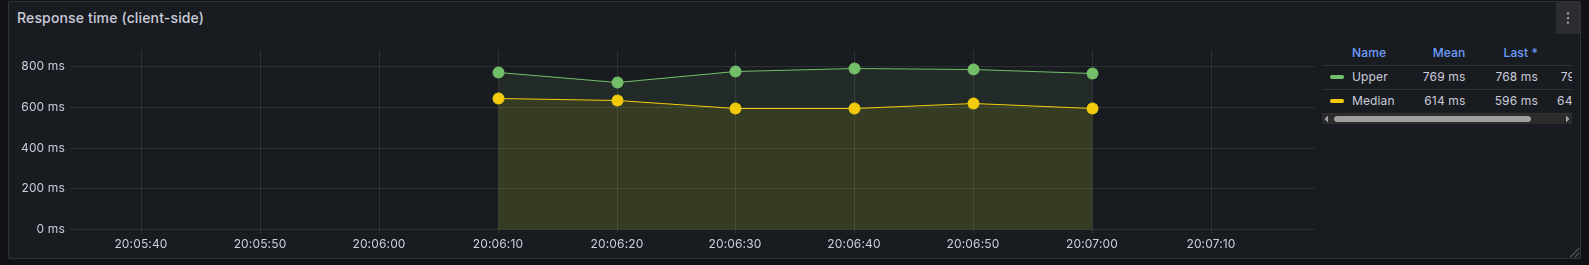 Response time (client-side)
Name Mean Last *
Upper 769 ms 768 ms
Median 614 ms 596 ms 64
800 ms
600 ms
400 ms
200 ms
0 ms
20:05:40 20:05:50 20:06:00 20:06:10 20:06:20 20:06:30 20:06:40 20:06:50 20:07:00 20:07:10